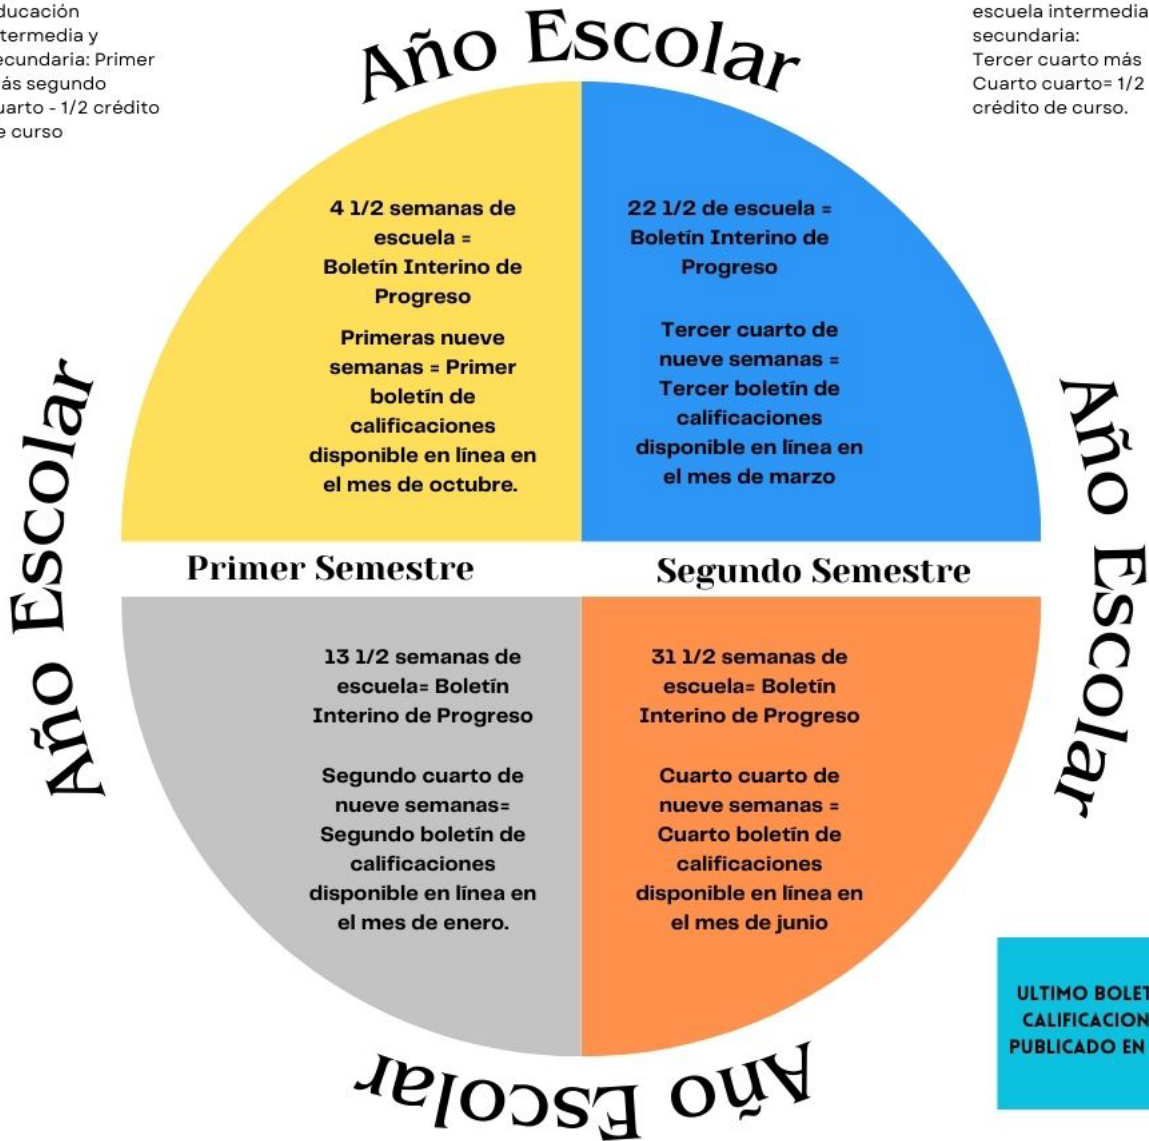 Año Escolar
Primer
segundo
1/2 crédito
curso
escuela intermedia
secundaria:
Tercer cuarto más
Cuarto cuarto= 1/2
crédito de curso.
4 1/2 semanas de
escuela =
Boletín Interino de
Progreso
Primeras nueve
semanas = Primer
boletín de
calificaciones
disponible en línea en
el mes de octubre.
22 1/2 de escuela =
Boletín Interino de
Progreso
Tercer cuarto de
nueve semanas =
Tercer boletín de
calificaciones
disponible en línea en
el mes de marzo
Año Escolar
Año Escolar
Primer Semestre
Segundo Semestre
13 1/2 semanas de
escuela= Boletín
Interino de Progreso
Segundo cuarto de
nueve semanas=
Segundo boletín de
calificaciones
disponible en línea en
el mes de enero.
31 1/2 semanas de
escuela= Boletín
Interino de Progreso
Cuarto cuarto de
nueve semanas =
Cuarto boletín de
calificaciones
disponible en línea en
el mes de junio
ULTIMO
PUBLICADO EN
Año Escolar